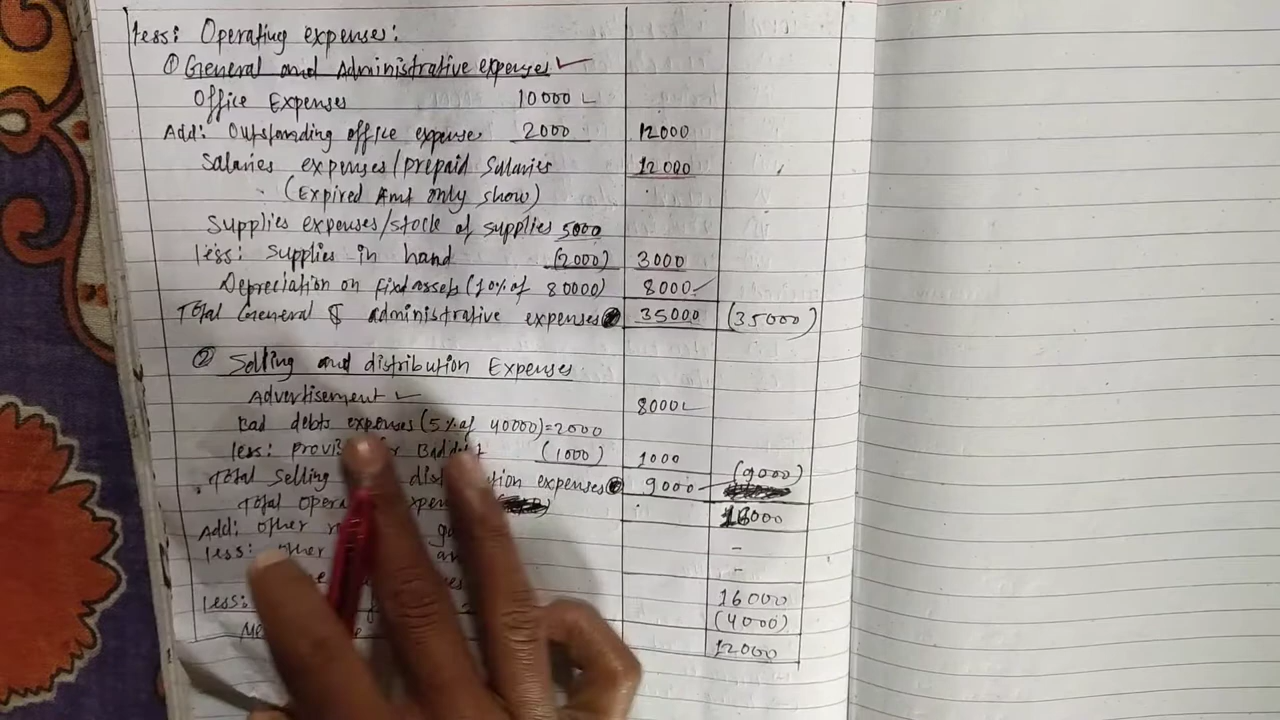 Less: Operating expenses:
① General and Administrative expenses ✓
Office Expenses 10000
Add: Outstanding office expense 2000 12000
Salaries expenses/prepaid Salaries 12000
(Expired Amt only show)
Supplies expenses/stock of supplies 5000
less: Supplies in hand (2000) 3000
Depreciation on fixed assets (10% of 80000) 8000
Total General & administrative expenses 35000 (35000)
② Selling and distribution Expenses
Advertisement ✓ 8000
Bad debts expenses (5% of 40000)=2000
less: (1000) 1000
Total Selling expenses 9000 (9000)
Total 16000
Add: Other -
less: other -
16000
less: (4000)
12000